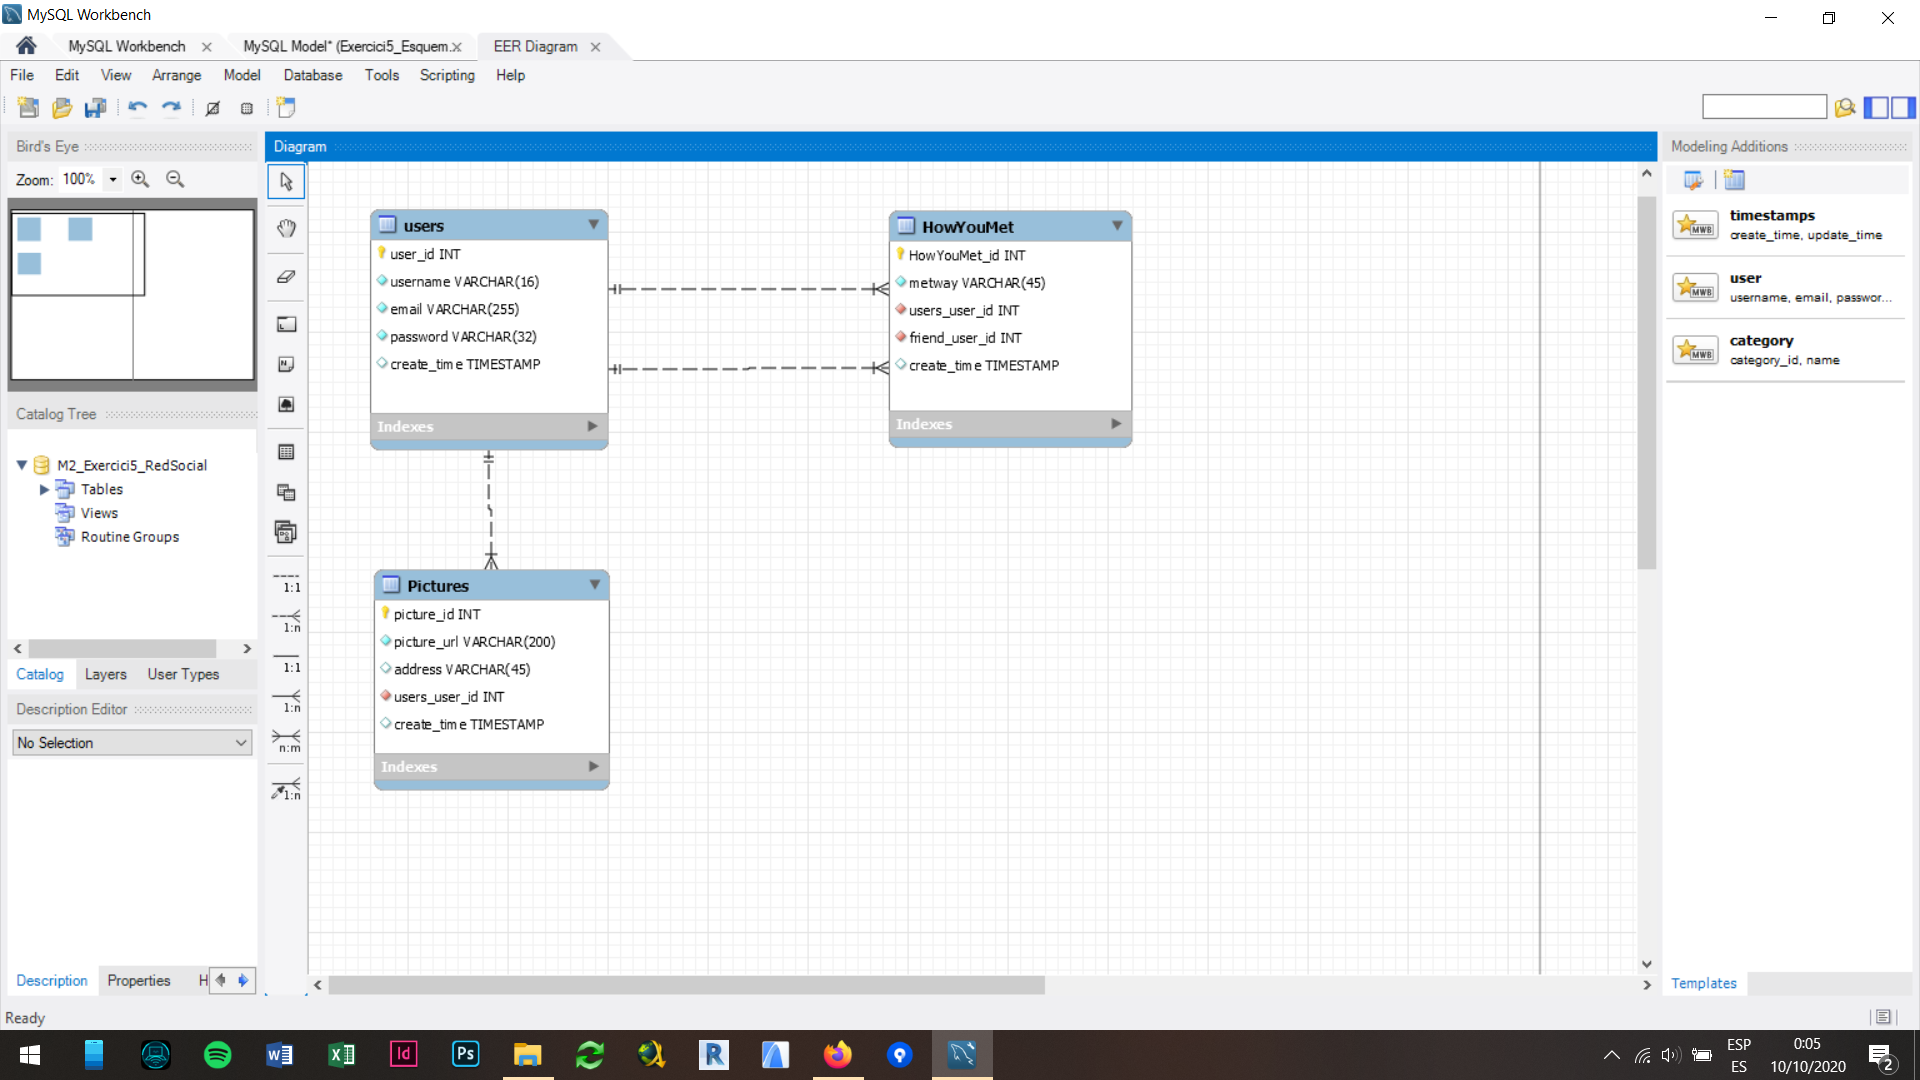 MySQL Workbench
MySQL Workbench
MySQL Model* (Exercici5_Esquem...
EER Diagram
File Edit View Arrange Model Database Tools Scripting Help
Bird's Eye
Zoom: 100%
Diagram
Modeling Additions
timestamps
create_time, update_time
user
username, email, passwor...
category
category_id, name
users
user_id INT
username VARCHAR(16)
email VARCHAR(255)
password VARCHAR(32)
create_time TIMESTAMP
Indexes
HowYouMet
HowYouMet_id INT
metway VARCHAR(45)
users_user_id INT
friend_user_id INT
create_time TIMESTAMP
Indexes
Pictures
picture_id INT
picture_url VARCHAR(200)
address VARCHAR(45)
users_user_id INT
create_time TIMESTAMP
Indexes
Catalog Tree
M2_Exercici5_RedSocial
Tables
Views
Routine Groups
Catalog Layers User Types
Description Editor
No Selection
Description Properties H
1:1
1:n
1:1
1:n
n:m
1:n
Templates
Ready
ESP
ES
0:05
10/10/2020
2